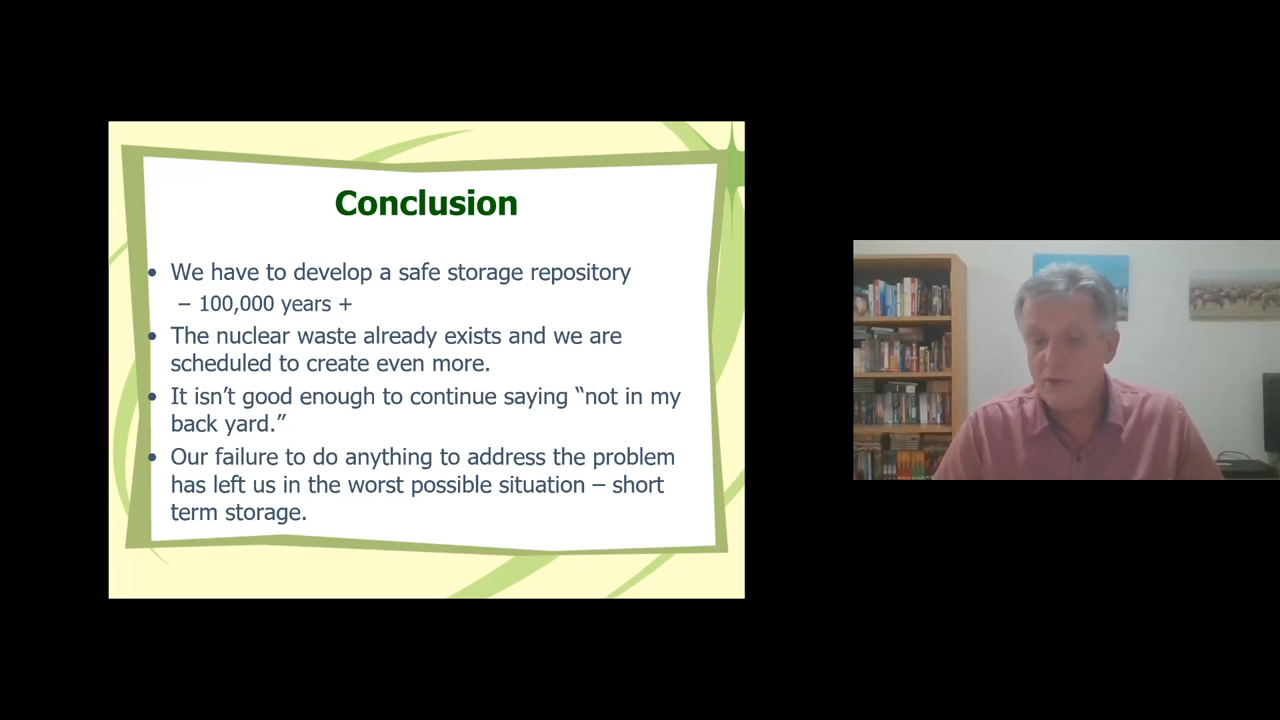 Conclusion
• We have to develop a safe storage repository
– 100,000 years +
• The nuclear waste already exists and we are
scheduled to create even more.
• It isn’t good enough to continue saying “not in my
back yard.”
• Our failure to do anything to address the problem
has left us in the worst possible situation – short
term storage.